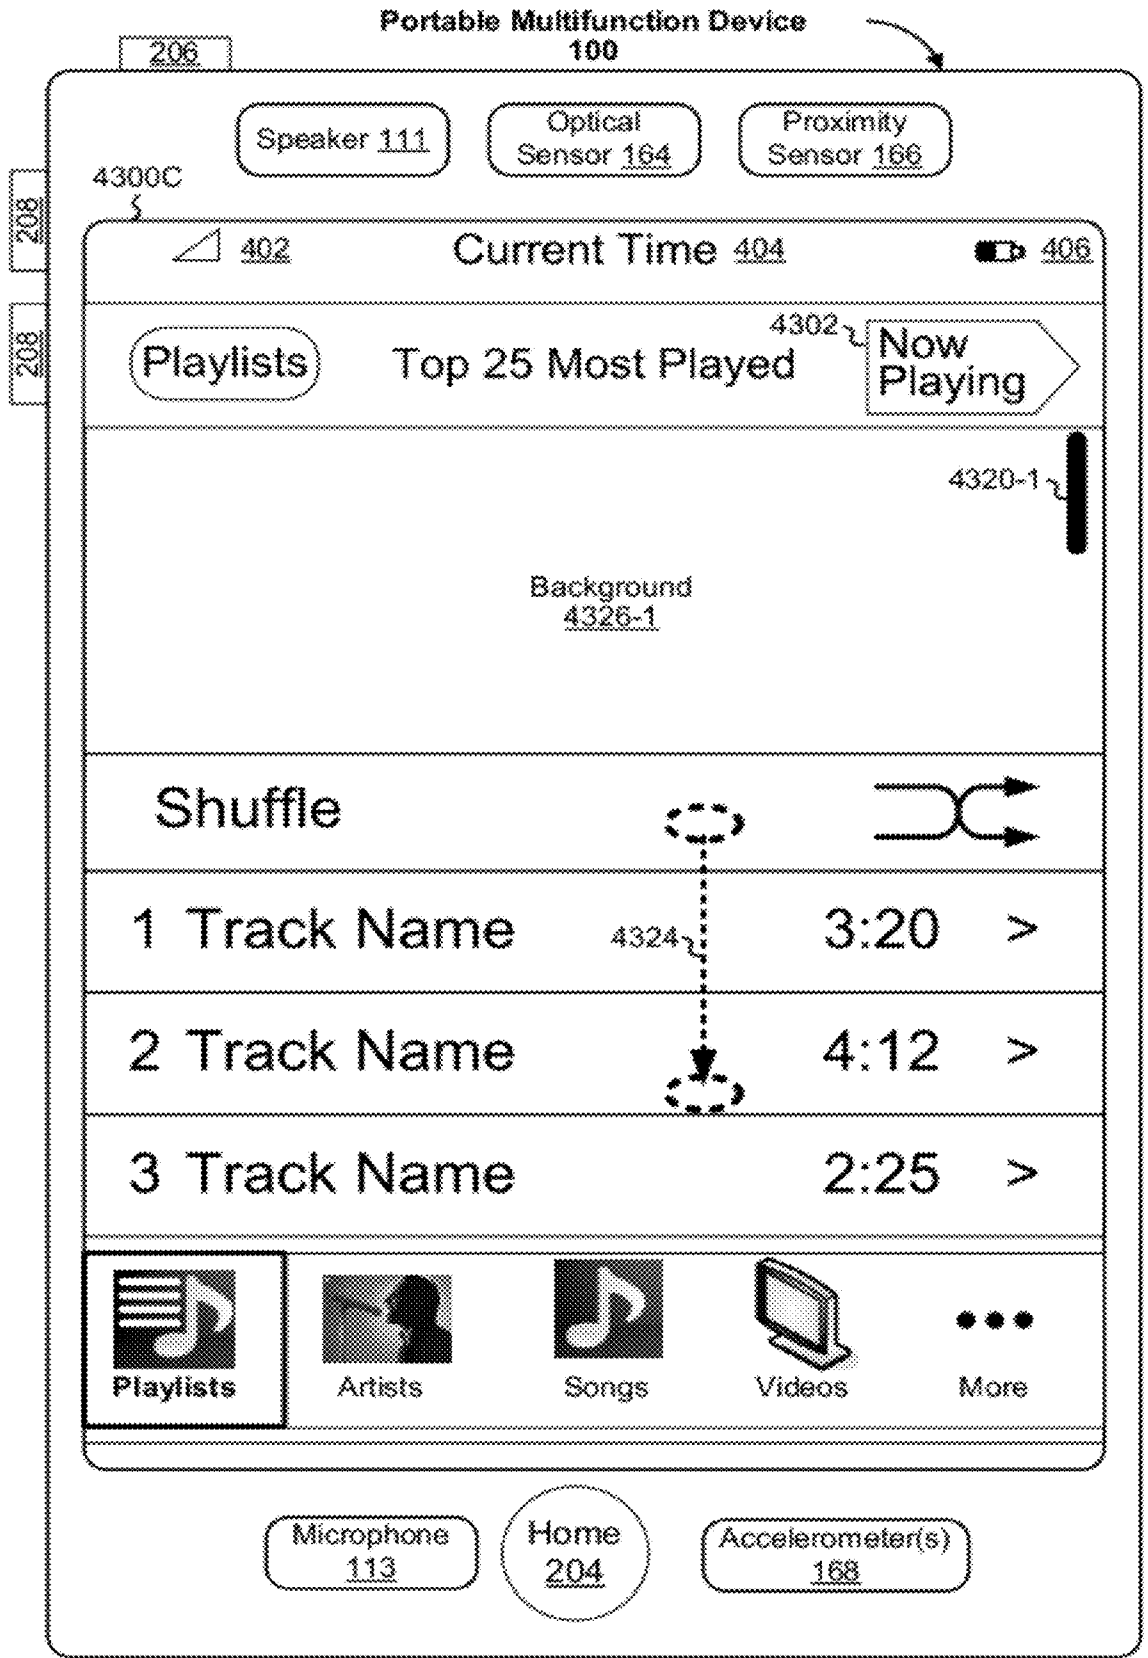 Portable Multifunction Device
100
206
Speaker 111
Optical
Sensor 164
Proximity
Sensor 166
4300C
208
402
Current Time 404
406
208
Playlists
Top 25 Most Played
4302
Now
Playing
4320-1
Background
4326-1
Shuffle
1 Track Name
4324
3:20 >
2 Track Name
4:12 >
3 Track Name
2:25 >
Playlists
Artists
Songs
Videos
More
Microphone
113
Home
204
Accelerometer(s)
168